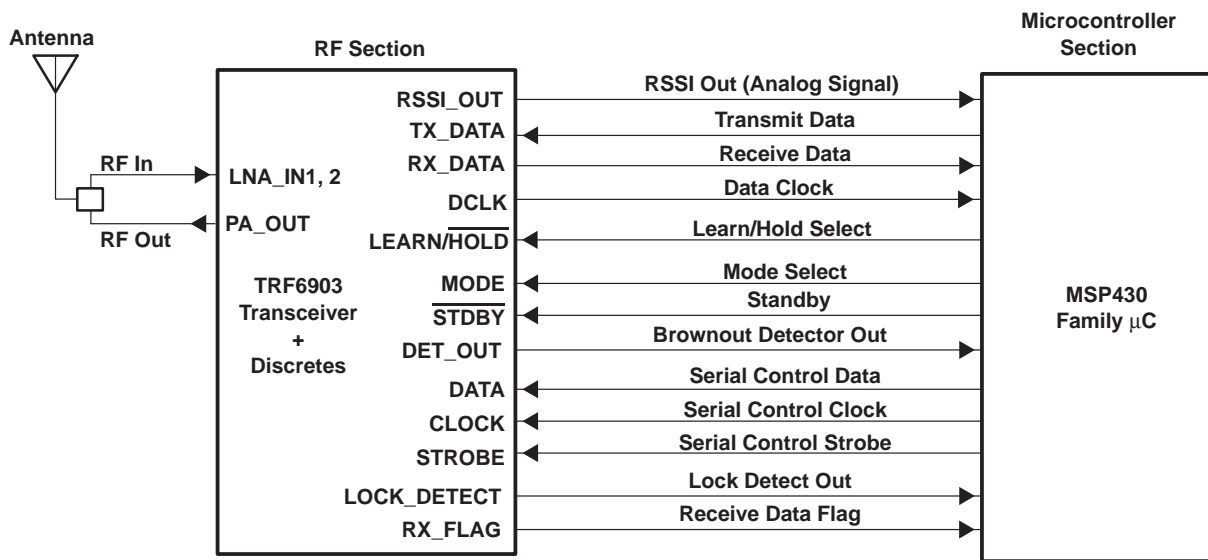 Antenna
RF Section
Microcontroller
Section
RSSI_OUT
RSSI Out (Analog Signal)
TX_DATA
Transmit Data
RX_DATA
Receive Data
DCLK
Data Clock
LEARN/HOLD
Learn/Hold Select
MODE
Mode Select
STDBY
Standby
DET_OUT
Brownout Detector Out
DATA
Serial Control Data
CLOCK
Serial Control Clock
STROBE
Serial Control Strobe
LOCK_DETECT
Lock Detect Out
RX_FLAG
Receive Data Flag
RF In
LNA_IN1, 2
PA_OUT
RF Out
TRF6903
Transceiver
+
Discretes
MSP430
Family μC